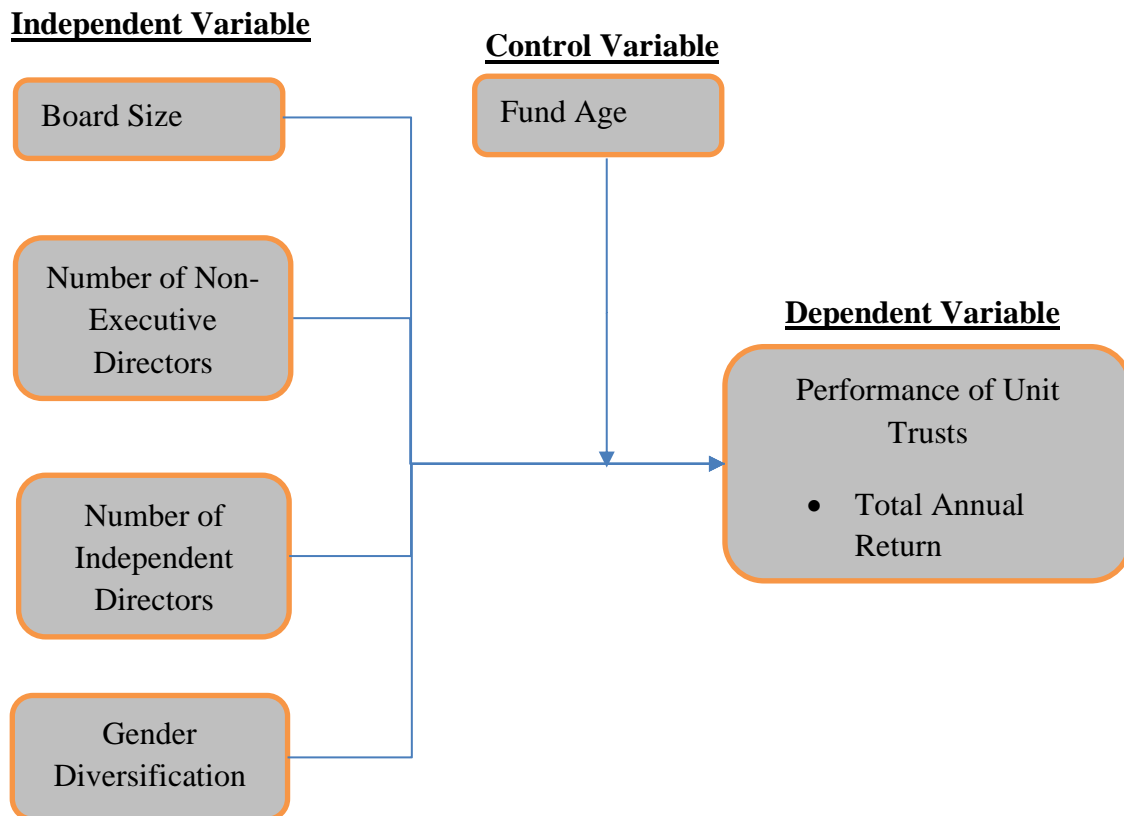 Independent Variable
Control Variable
Board Size
Fund Age
Number of Non-
Executive
Directors
Dependent Variable
Performance of Unit
Trusts
• Total Annual
Return
Number of
Independent
Directors
Gender
Diversification